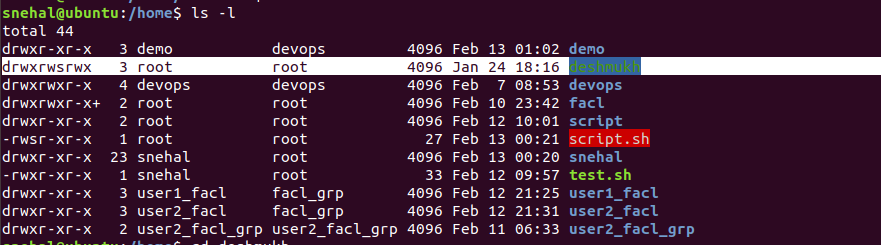 snehal@ubuntu:/home$ ls -l
total 44
drwxr-xr-x 3 demo devops 4096 Feb 13 01:02 demo
drwxrwsrwx 3 root root 4096 Jan 24 18:16 deshmukh
drwxrwxr-x 4 devops devops 4096 Feb 7 08:53 devops
drwxrwxr-x+ 2 root root 4096 Feb 10 23:42 facl
drwxr-xr-x 2 root root 4096 Feb 12 10:01 script
-rwsr-xr-x 1 root root 27 Feb 13 00:21 script.sh
drwxr-xr-x 23 snehal root 4096 Feb 13 00:20 snehal
-rwxr-xr-x 1 snehal root 33 Feb 12 09:57 test.sh
drwxr-xr-x 3 user1_facl facl_grp 4096 Feb 12 21:25 user1_facl
drwxr-xr-x 3 user2_facl facl_grp 4096 Feb 12 21:31 user2_facl
drwxr-xr-x 2 user2_facl_grp user2_facl_grp 4096 Feb 11 06:33 user2_facl_grp
snehal@ubuntu:/home$ cd deshmukh